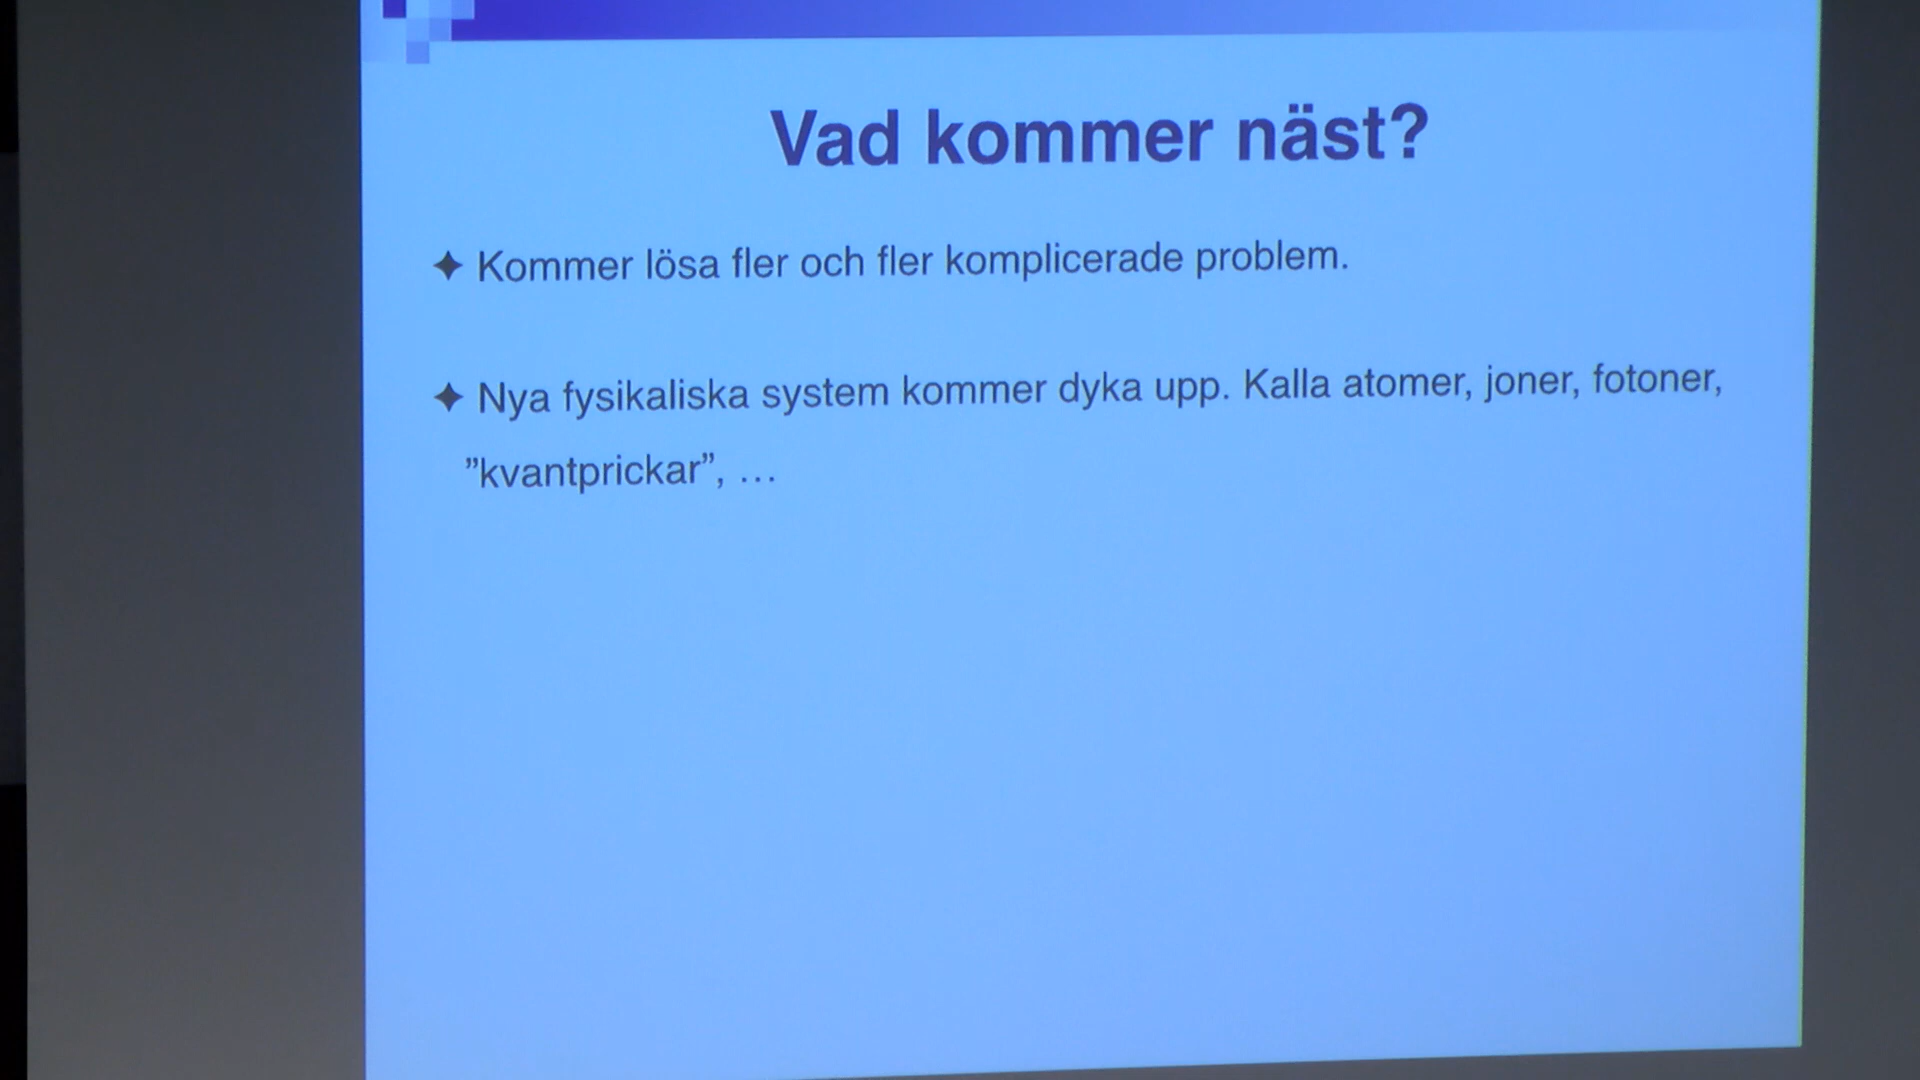 Vad kommer näst?
✦ Kommer lösa fler och fler komplicerade problem.
✦ Nya fysikaliska system kommer dyka upp. Kalla atomer, joner, fotoner,
”kvantprickar”, …